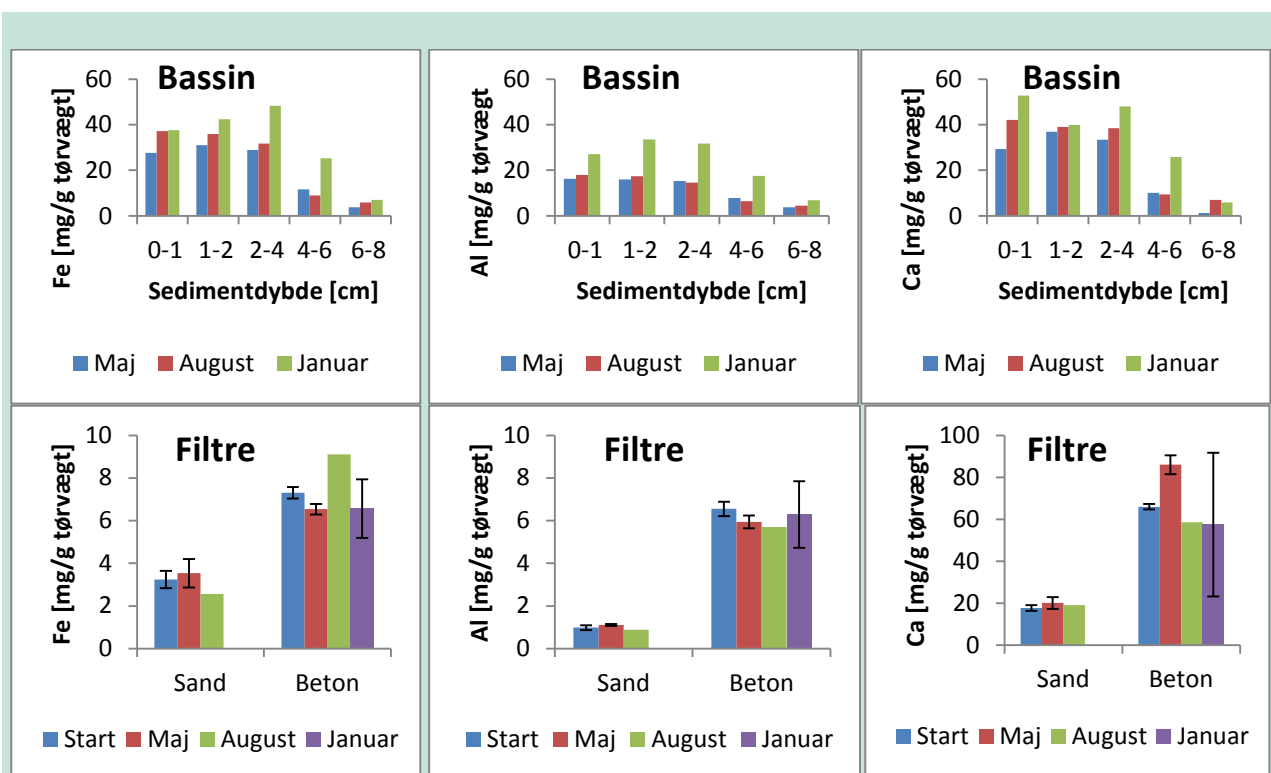 Bassin
Fe [mg/g tørvægt]
60
40
20
0
0-1 1-2 2-4 4-6 6-8
Sedimentdybde [cm]
Maj August Januar
Bassin
Al [mg/g tørvægt
60
40
20
0
0-1 1-2 2-4 4-6 6-8
Sedimentdybde [cm]
Maj August Januar
Bassin
Ca [mg/g tørvægt]
60
40
20
0
0-1 1-2 2-4 4-6 6-8
Sedimentdybde [cm]
Maj August Januar
Filtre
Fe [mg/g tørvægt]
10
8
6
4
2
0
Sand Beton
Start Maj August Januar
Filtre
Al [mg/g tørvægt]
10
8
6
4
2
0
Sand Beton
Start Maj August Januar
Filtre
Ca [mg/g tørvægt]
100
80
60
40
20
0
Sand Beton
Start Maj August Januar